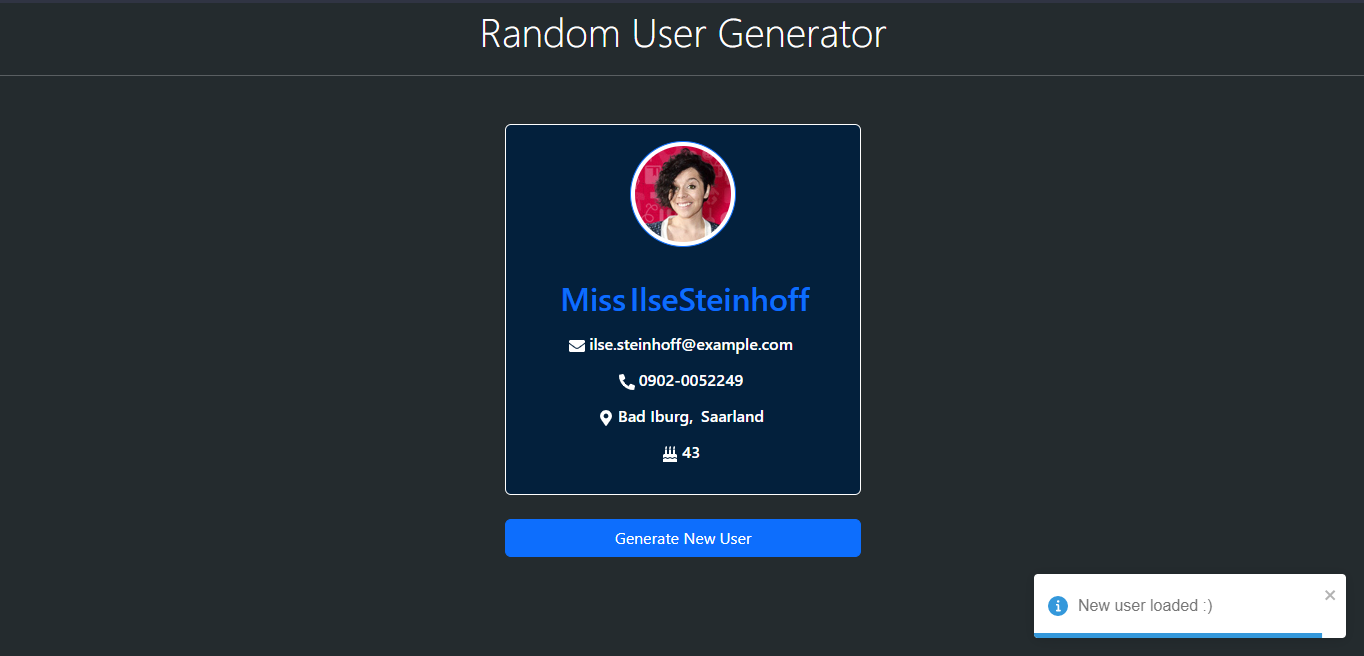 Random User Generator
Miss IlseSteinhoff
ilse.steinhoff@example.com
0902-0052249
Bad Iburg, Saarland
43
Generate New User
New user loaded :)